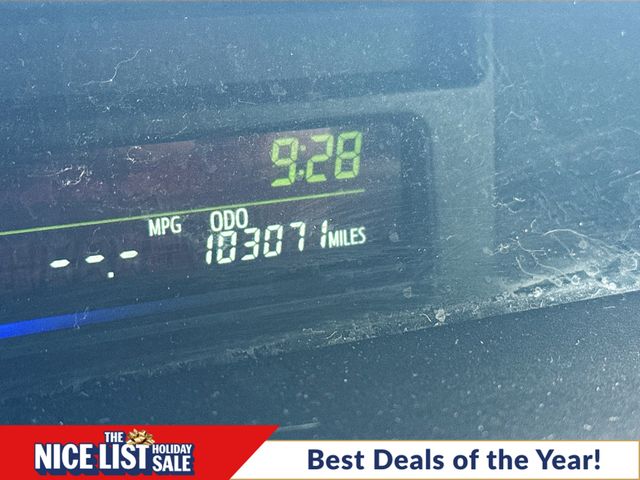 9:28
MPG ODO
--.- 103071 MILES
THE
NICE LIST HOLIDAY SALE
Best Deals of the Year!